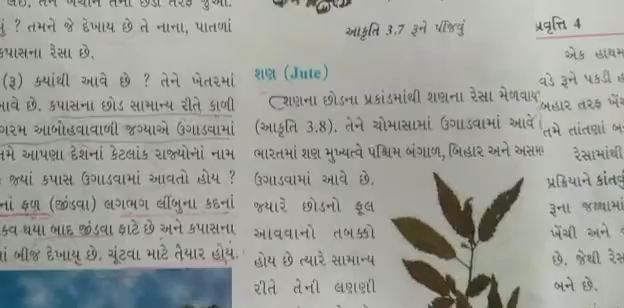 તમને જે દેખાય છે તે નાના, પાતળાં
કપાસના રેસા છે.
(રૂ) ક્યાંથી આવે છે ? તેને ખેતરમાં
આવે છે. કપાસના છોડ સામાન્ય રીતે કાળી
ગરમ આબોહવાવાળી જગ્યાએ ઉગાડવામાં
તમે આપણા દેશનાં કેટલાંક રાજ્યોનાં નામ
જ્યાં કપાસ ઉગાડવામાં આવતો હોય ?
નાં ફળ (જીંડવા) લગભગ લીંબુના કદનાં
થયા બાદ જીંડવા ફાટે છે અને કપાસના
બીજ દેખાય છે. ચૂંટવા માટે તૈયાર હોય
આકૃતિ 3.7 રૂને પીંજવું
શણ (Jute)
શણના છોડના પ્રકાંડમાંથી શણના રેસા મેળવાય
(આકૃતિ 3.8). તેને ચોમાસામાં ઉગાડવામાં આવે
ભારતમાં શણ મુખ્યત્વે પશ્ચિમ બંગાળ, બિહાર અને અસમ
ઉગાડવામાં આવે છે.
જ્યારે છોડનો ફૂલ
આવવાનો તબક્કો
હોય છે ત્યારે સામાન્ય
રીતે તેની લણણી
પ્રવૃત્તિ 4
એક હાથમ
વડે રૂને પકડી હ
બહાર તરફ ખેં
તમે તાંતણાં બ
રેસામાંથી
પ્રક્રિયાને કાંતવુ
રૂના જથ્થામાં
ખેંચી અને
છે. જેથી રેસ
બને છે.